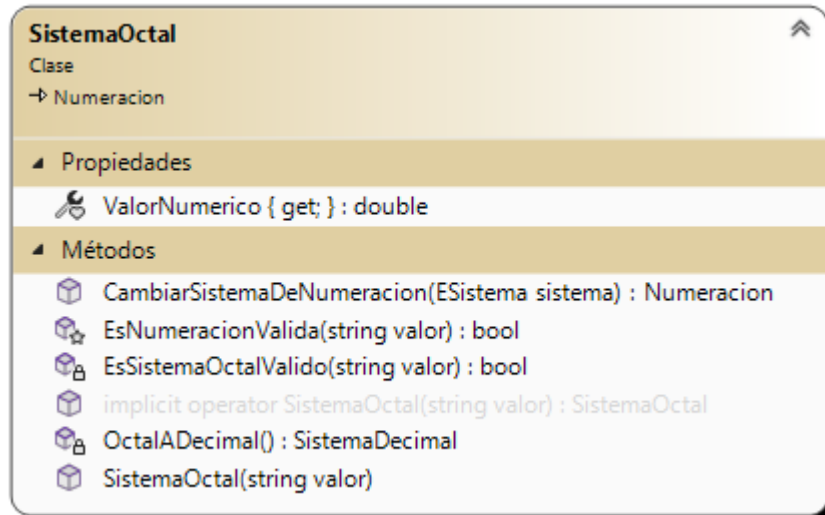 SistemaOctal
Clase
Numeracion
Propiedades
ValorNumerico { get; } : double
Métodos
CambiarSistemaDeNumeracion(ESistema sistema) : Numeracion
EsNumeracionValida(string valor) : bool
EsSistemaOctalValido(string valor) : bool
implicit operator SistemaOctal(string valor) : SistemaOctal
OctalADecimal() : SistemaDecimal
SistemaOctal(string valor)